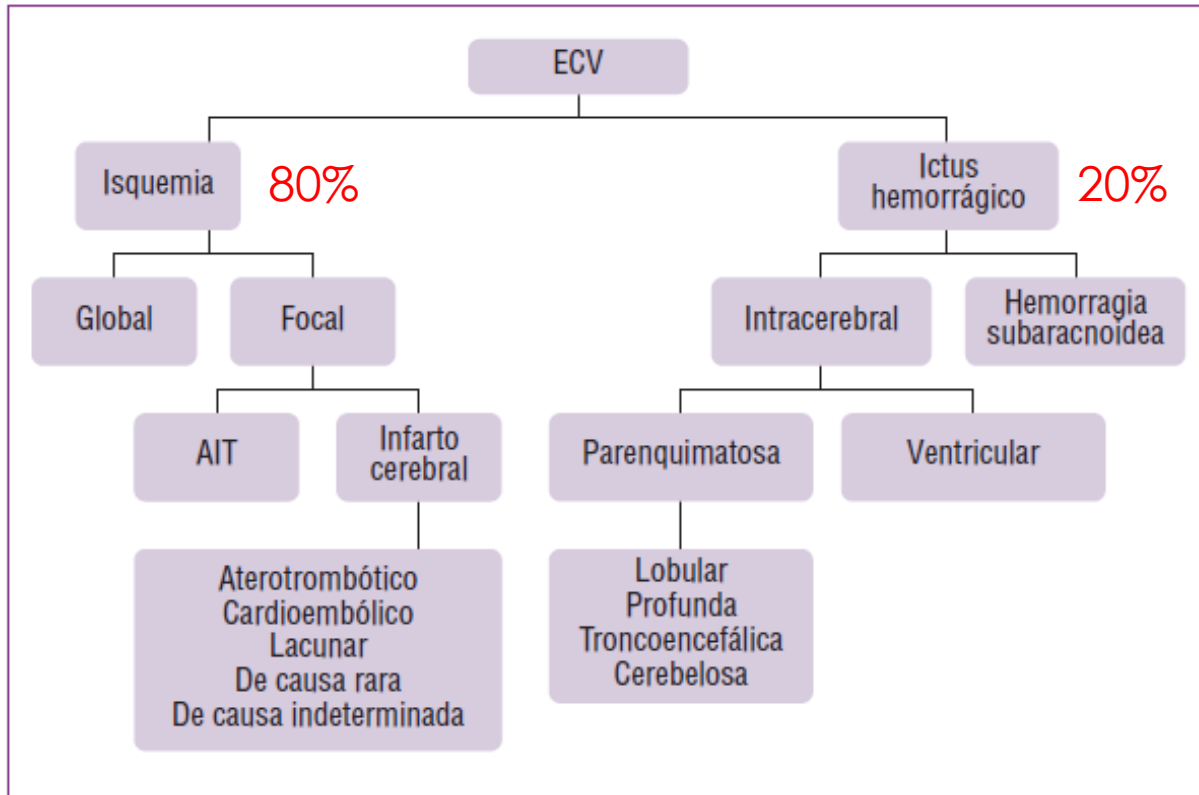 ECV
Isquemia
80%
Ictus
hemorrágico
20%
Global
Focal
Intracerebral
Hemorragia
subaracnoidea
AIT
Infarto
cerebral
Parenquimatosa
Ventricular
Aterotrombótico
Cardioembólico
Lacunar
De causa rara
De causa indeterminada
Lobular
Profunda
Troncoencefálica
Cerebelosa